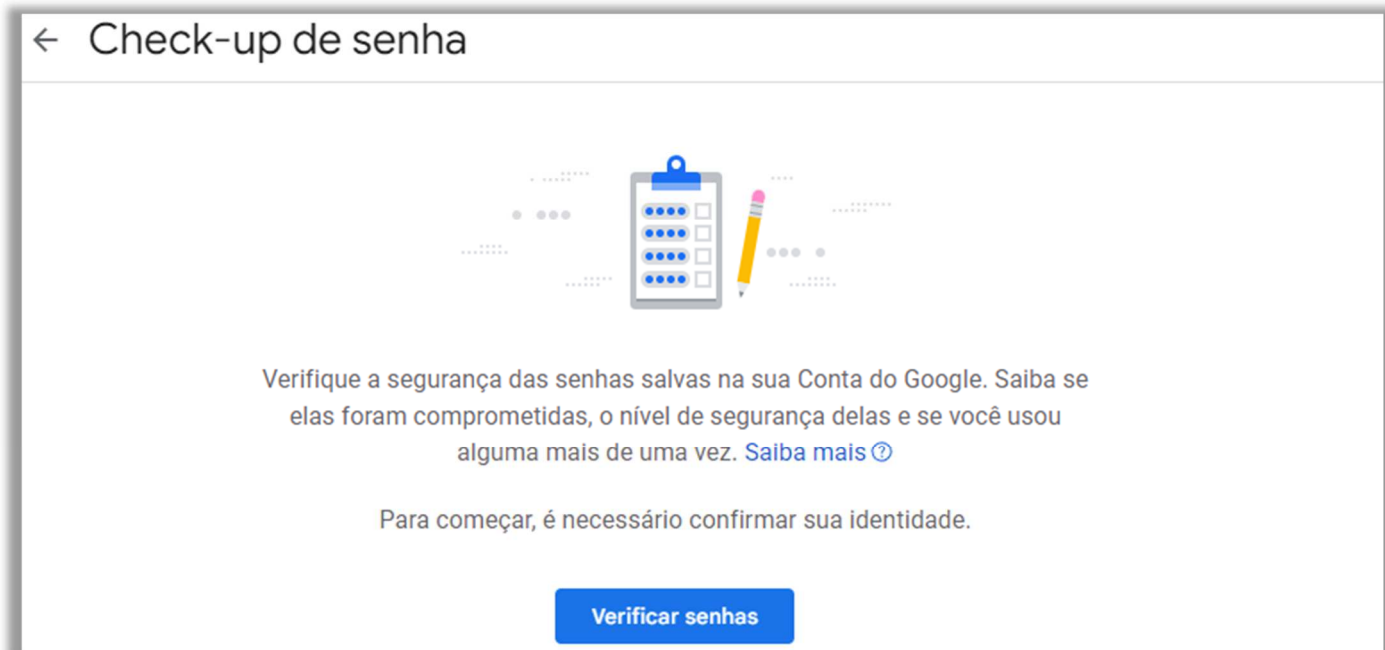 Check-up de senha
Verifique a segurança das senhas salvas na sua Conta do Google. Saiba se
elas foram comprometidas, o nível de segurança delas e se você usou
alguma mais de uma vez. Saiba mais
Para começar, é necessário confirmar sua identidade.
Verificar senhas